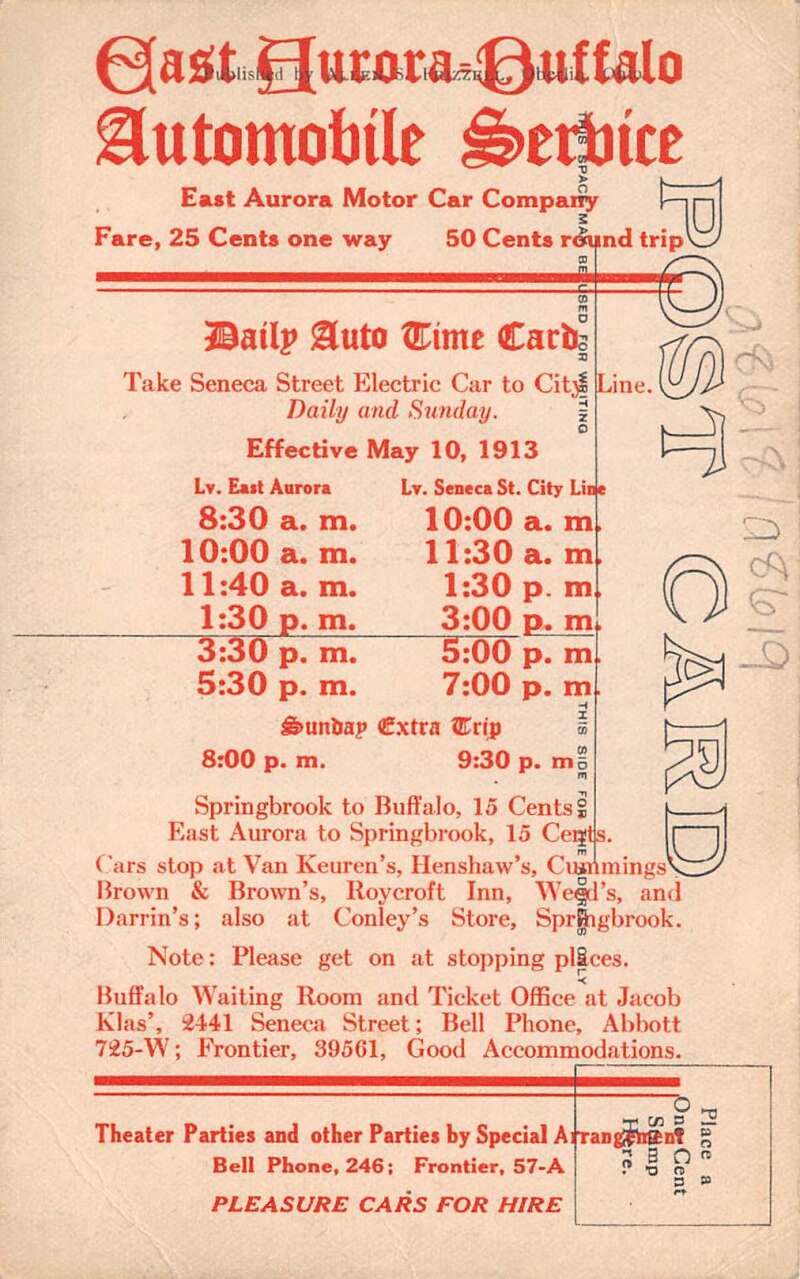 East Aurora-Buffalo
Published by ALLEN S. FRIZZELL, Oberlin, Ohio.
Automobile Service
East Aurora Motor Car Company
Fare, 25 Cents one way 50 Cents round trip
Daily Auto Time Card
Take Seneca Street Electric Car to City Line.
Daily and Sunday.
Effective May 10, 1913
Lv. East Aurora Lv. Seneca St. City Line
8:30 a. m. 10:00 a. m.
10:00 a. m. 11:30 a. m.
11:40 a. m. 1:30 p. m.
1:30 p. m. 3:00 p. m.
3:30 p. m. 5:00 p. m.
5:30 p. m. 7:00 p. m.
Sunday Extra Trip
8:00 p. m. 9:30 p. m
Springbrook to Buffalo, 15 Cents
East Aurora to Springbrook, 15 Cents.
Cars stop at Van Keuren's, Henshaw's, Cummings'
Brown & Brown's, Roycroft Inn, Weed's, and
Darrin's; also at Conley's Store, Springbrook.
Note: Please get on at stopping places.
Buffalo Waiting Room and Ticket Office at Jacob
Klas', 2441 Seneca Street; Bell Phone, Abbott
725-W; Frontier, 39561, Good Accommodations.
Theater Parties and other Parties by Special Arrangement
Bell Phone, 246; Frontier, 57-A
PLEASURE CARS FOR HIRE
POST CARD
THIS SPACE MAY BE USED FOR WRITING
THIS SIDE FOR THE ADDRESS ONLY
Place a
One Cent
Stamp
Here.
a8618/a8619